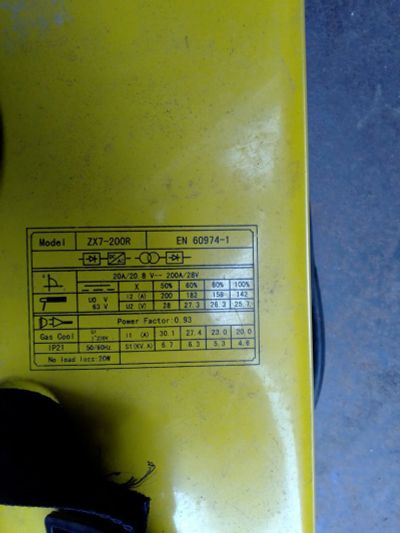 Model ZX7-200R EN 60974-1
20A/20.8 V-- 200A/28V
X 50% 60% 80% 100%
U0 V I2 (A) 200 182 158 142
63 V U2 (V) 28 27.3 26.3 25.7
Power Factor:0.93
Gas Cool U1 I1 (A) 30.1 27.4 23.0 20.0
IP21 50/60Hz S1(KV.A) 6.7 6.3 5.3 4.6
No load loss:20W